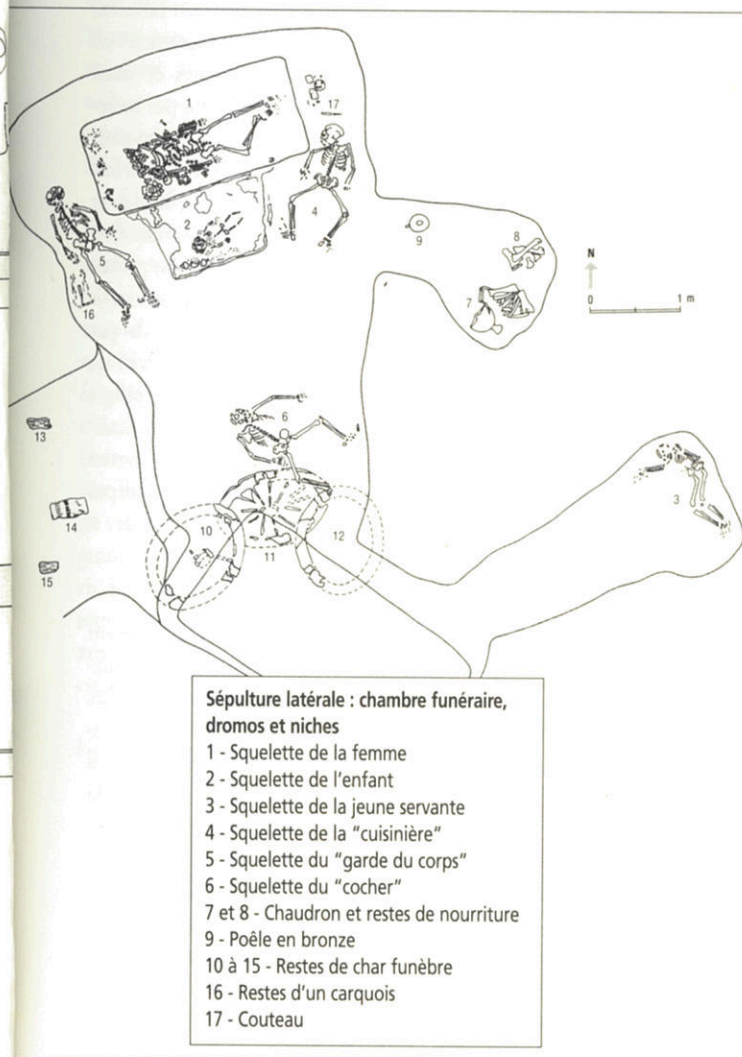 1
17
2
4
5
16
9
8
7
N
0 1 m
6
3
13
14
15
10
11
12
Sépulture latérale : chambre funéraire,
dromos et niches
1 - Squelette de la femme
2 - Squelette de l'enfant
3 - Squelette de la jeune servante
4 - Squelette de la "cuisinière"
5 - Squelette du "garde du corps"
6 - Squelette du "cocher"
7 et 8 - Chaudron et restes de nourriture
9 - Poêle en bronze
10 à 15 - Restes de char funèbre
16 - Restes d'un carquois
17 - Couteau